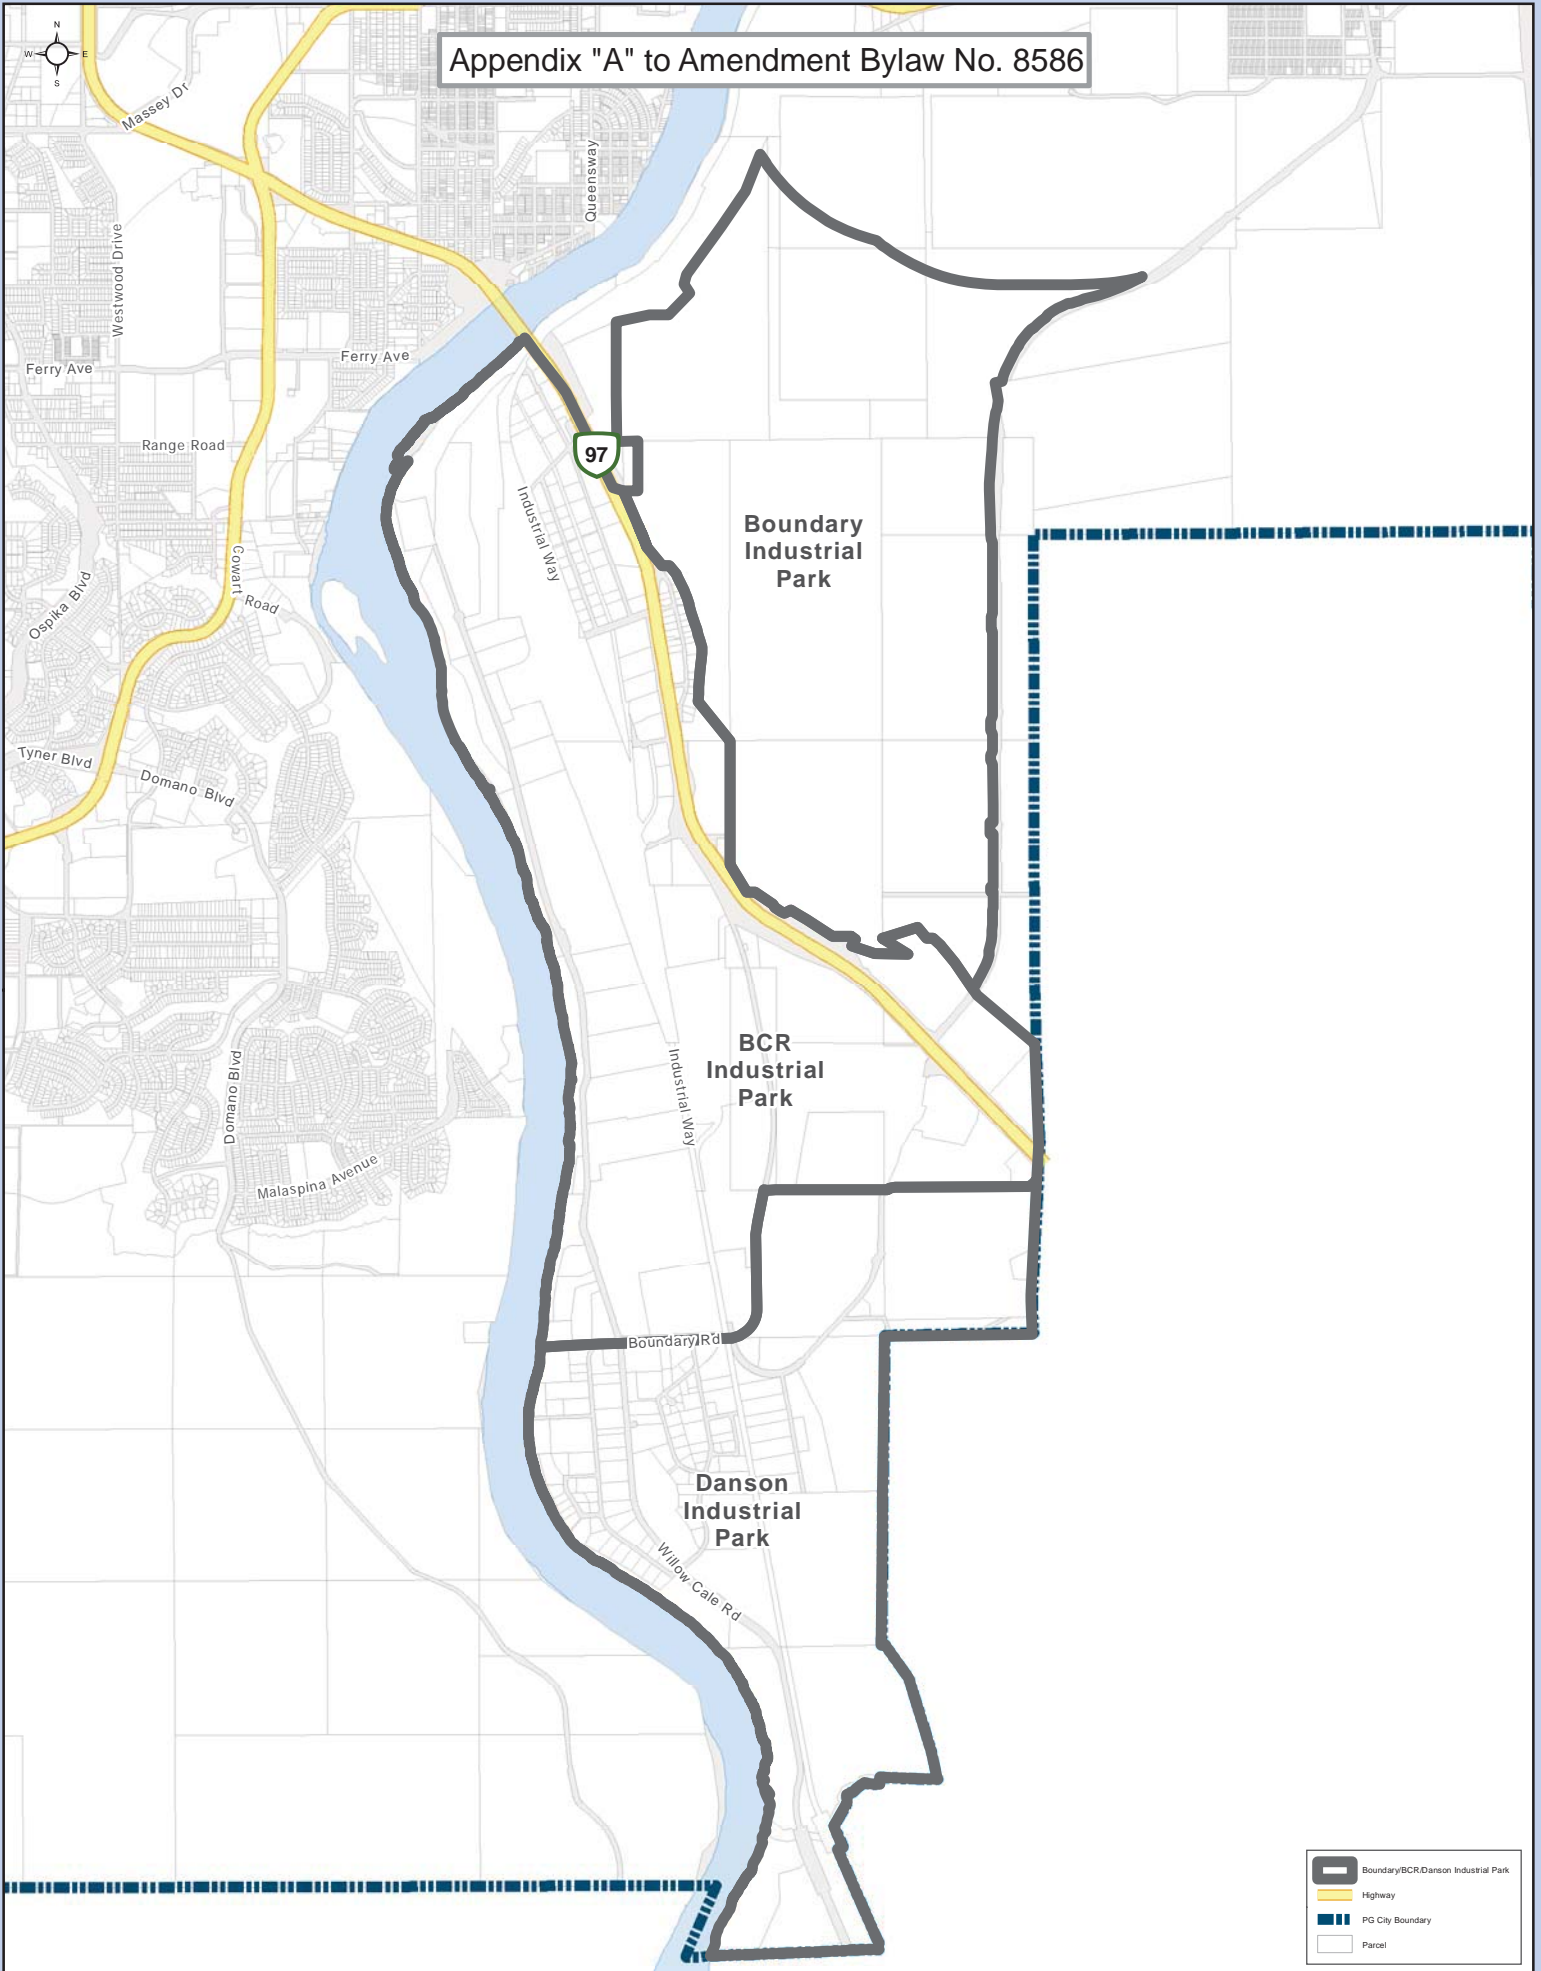 Appendix "A" to Amendment Bylaw No. 8586
N
W E
S
Massey Dr
Queensway
Westwood Drive
Ferry Ave
Ferry Ave
Range Road
97
Industrial Way
Boundary
Industrial
Park
Cowart
Road
Ospika Blvd
Tyner Blvd
Domano Blvd
BCR
Industrial
Park
Industrial Way
Domano Blvd
Malaspina Avenue
Boundary Rd
Danson
Industrial
Park
Willow Cale Rd
Boundary/BCR/Danson Industrial Park
Highway
PG City Boundary
Parcel